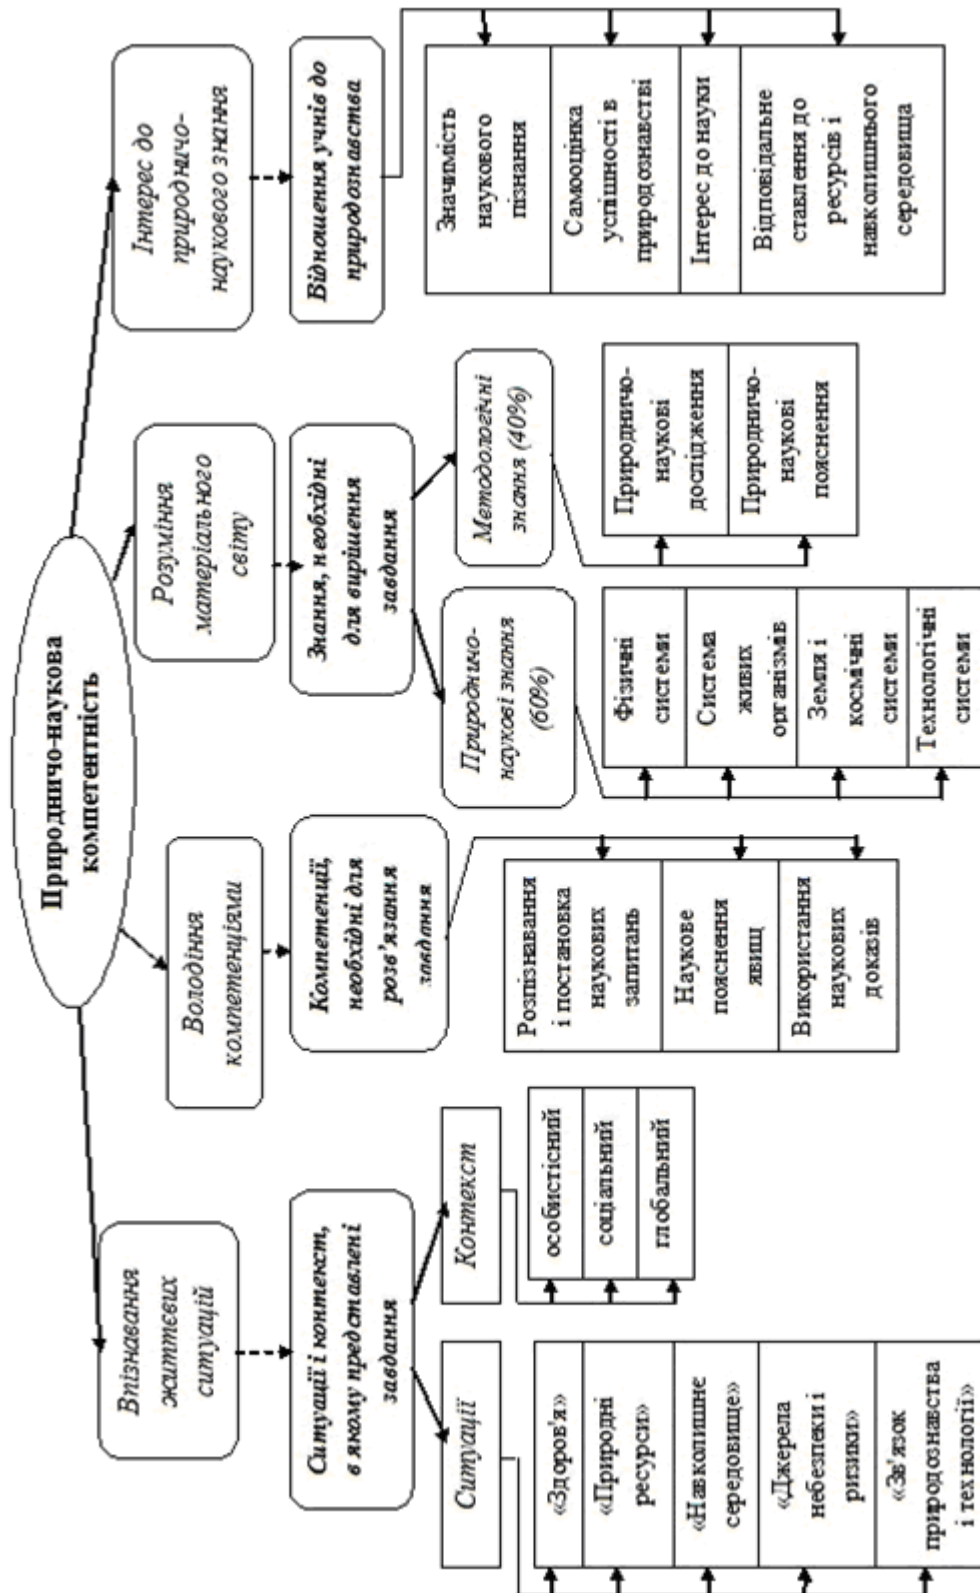 Природничо-наукова
компетентність
Впізнавання
життєвих
ситуацій
Володіння
компетенціями
Розуміння
матеріального
світу
Інтерес до
природничо-
наукового знання
Ситуації і контекст,
в якому представлені
завдання
Компетенції,
необхідні для
розв'язання
завдання
Знання, необхідні
для вирішення
завдання
Відношення учнів до
природознавства
Ситуації
Контекст
Природничо-
наукові знання
(60%)
Методологічні
знання (40%)
«Здоров'я»
«Природні
ресурси»
«Навколишнє
середовище»
«Джерела
небезпеки і
ризики»
«Зв'язок
природознавства
і технології»
особистісний
соціальний
глобальний
Розпізнавання
і постановка
наукових
запитань
Наукове
пояснення
явищ
Використання
наукових
доказів
Фізичні
системи
Система
живих
організмів
Земля і
космічні
системи
Технологічні
системи
Природничо-
наукові
дослідження
Природничо-
наукові
пояснення
Значимість
наукового
пізнання
Самооцінка
успішності в
природознавстві
Інтерес до науки
Відповідальне
ставлення до
ресурсів і
навколишнього
середовища